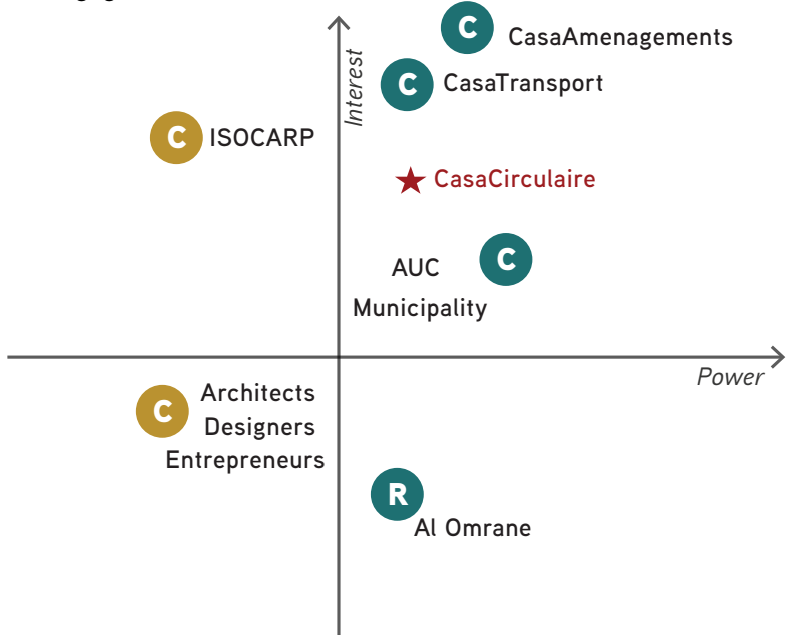 C CasaAmenagements
Interest
C CasaTransport
C ISOCARP
CasaCirculaire
AUC C
Municipality
Power
C Architects
Designers
Entrepreneurs
R
Al Omrane